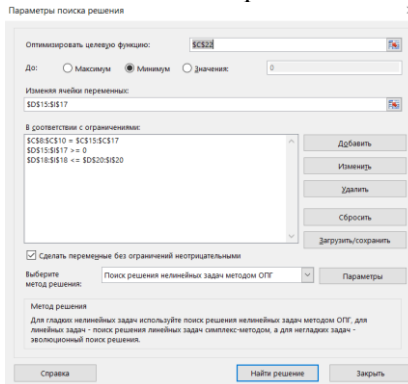 Параметры поиска решения
Оптимизировать целевую функцию: $C$22
До: Максимум Минимум Значения: 0
Изменяя ячейки переменных:
$D$15:$I$17
В соответствии с ограничениями:
$C$8:$C$10 = $C$15:$C$17
$D$15:$I$17 >= 0
$D$18:$I$18 <= $D$20:$I$20
Добавить
Изменить
Удалить
Сбросить
Загрузить/сохранить
Сделать переменные без ограничений неотрицательными
Выберите метод решения: Поиск решения нелинейных задач методом ОПГ Параметры
Метод решения
Для гладких нелинейных задач используйте поиск решения нелинейных задач методом ОПГ, для
линейных задач - поиск решения линейных задач симплекс-методом, а для негладких задач -
эволюционный поиск решения.
Справка Найти решение Закрыть